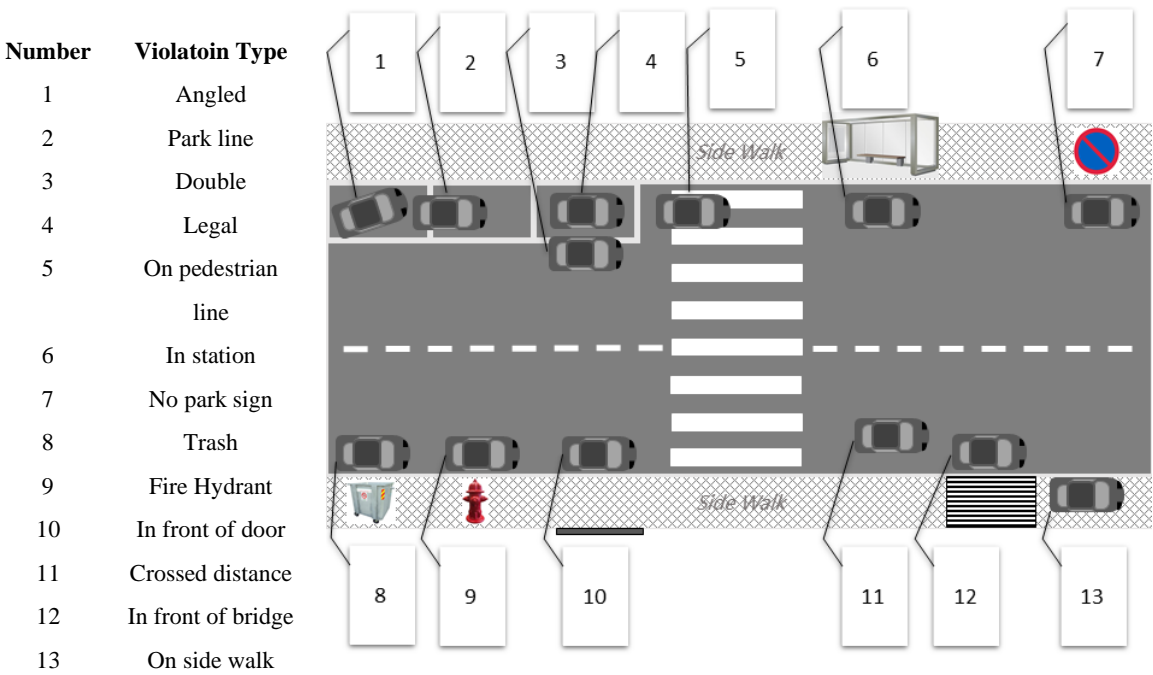 Number Violatoin Type
1 Angled
2 Park line
3 Double
4 Legal
5 On pedestrian
line
6 In station
7 No park sign
8 Trash
9 Fire Hydrant
10 In front of door
11 Crossed distance
12 In front of bridge
13 On side walk
1 2 3 4 5 6 7
Side Walk
Side Walk
8 9 10 11 12 13